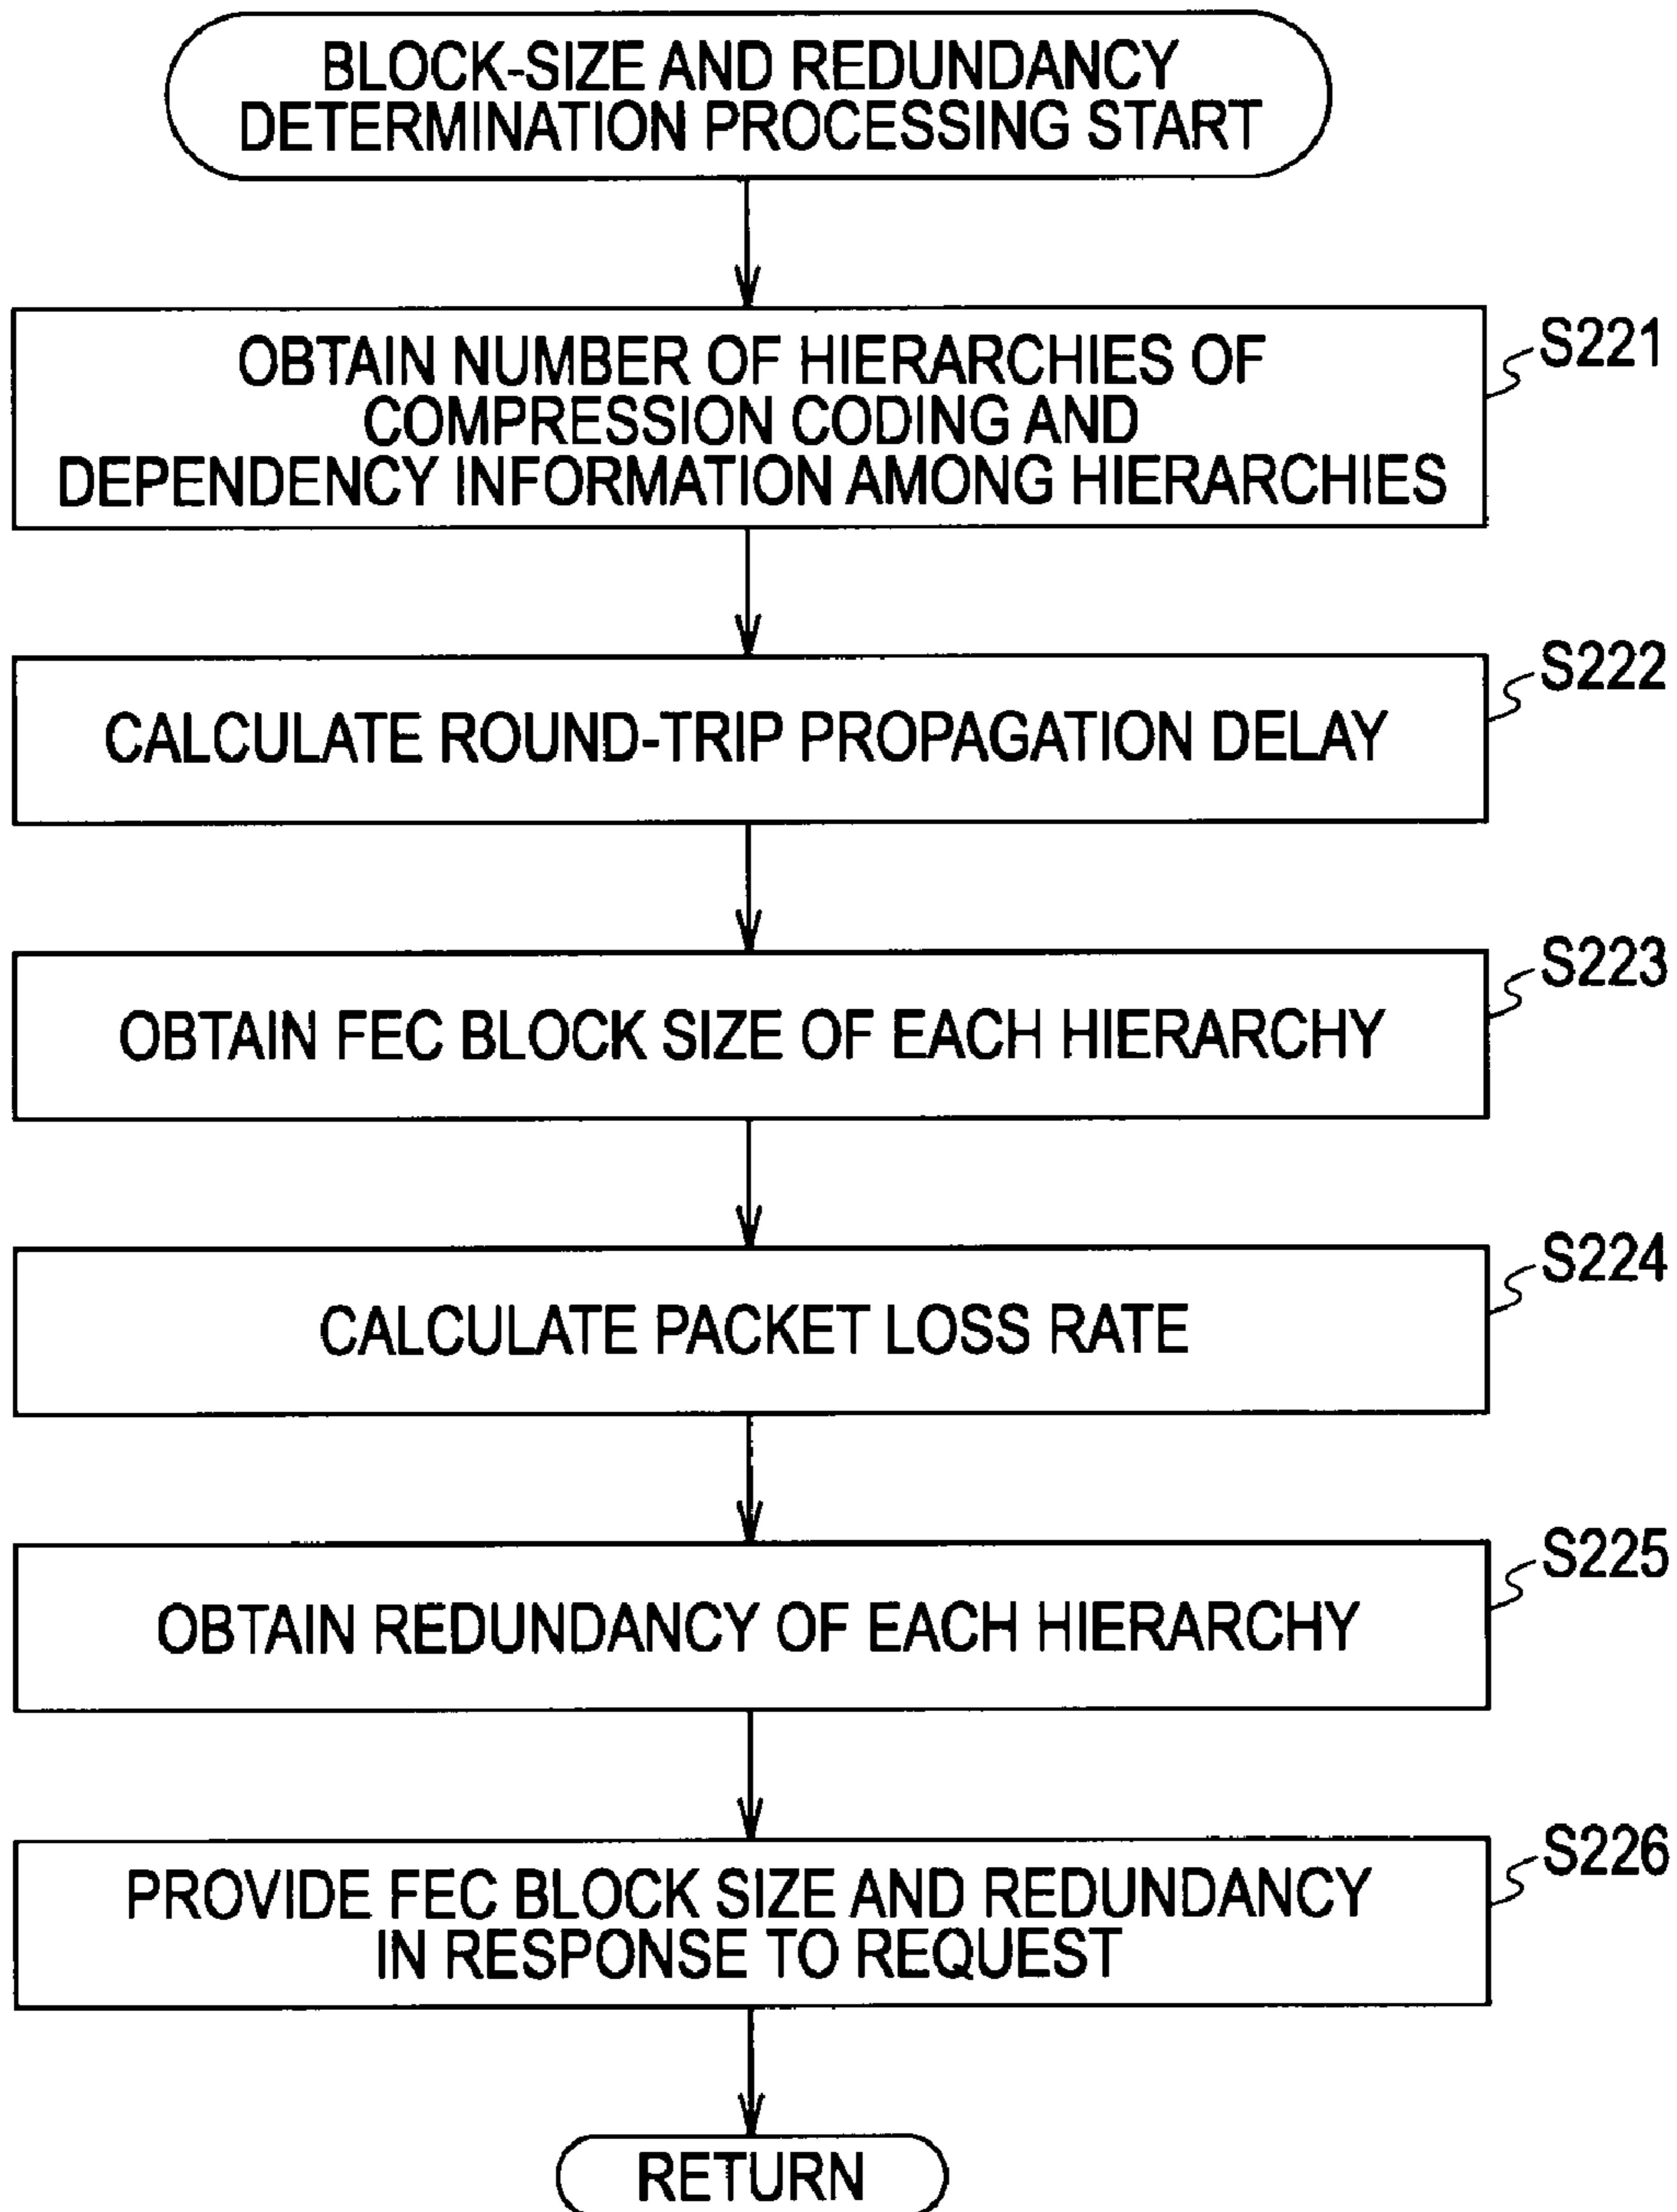 BLOCK-SIZE AND REDUNDANCY
DETERMINATION PROCESSING START
OBTAIN NUMBER OF HIERARCHIES OF
COMPRESSION CODING AND
DEPENDENCY INFORMATION AMONG HIERARCHIES
S221
CALCULATE ROUND-TRIP PROPAGATION DELAY
S222
OBTAIN FEC BLOCK SIZE OF EACH HIERARCHY
S223
CALCULATE PACKET LOSS RATE
S224
OBTAIN REDUNDANCY OF EACH HIERARCHY
S225
PROVIDE FEC BLOCK SIZE AND REDUNDANCY
IN RESPONSE TO REQUEST
S226
RETURN